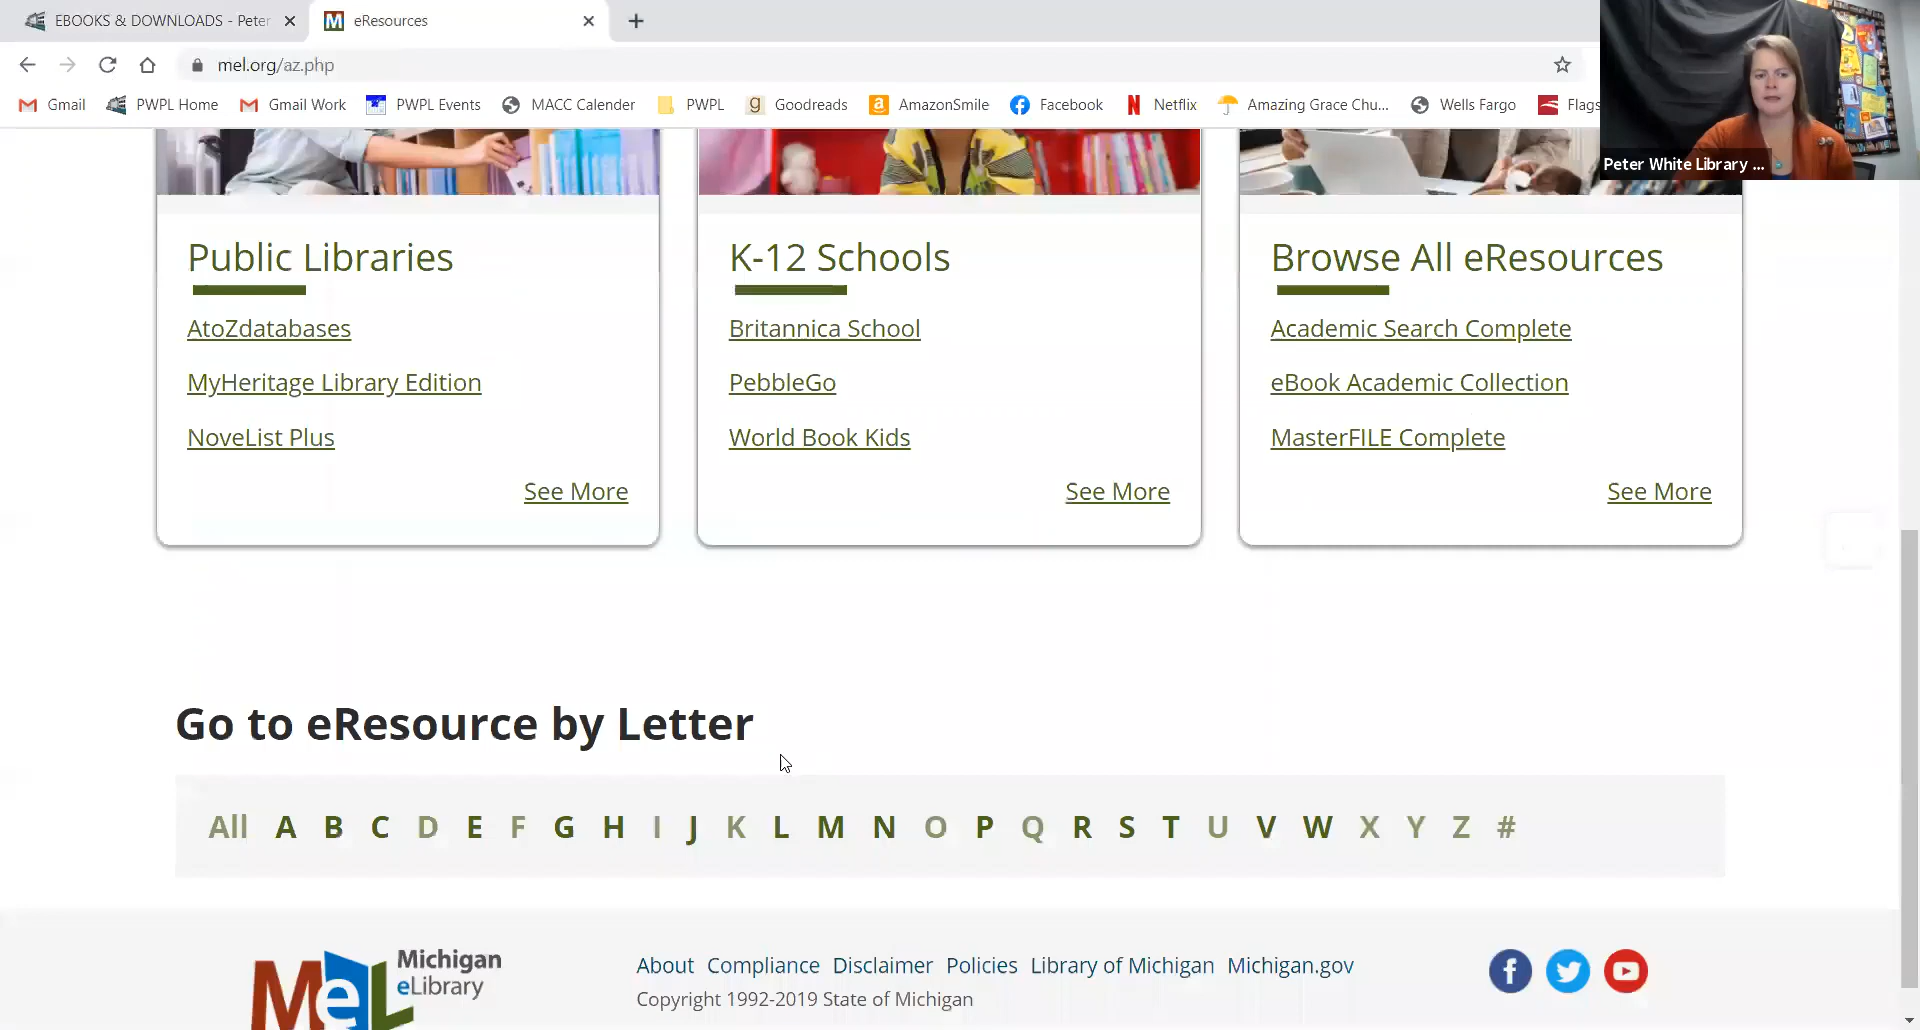 EBOOKS & DOWNLOADS - Peter
eResources
mel.org/az.php
Gmail
PWPL Home
Gmail Work
PWPL Events
MACC Calender
PWPL
Goodreads
AmazonSmile
Facebook
Netflix
Amazing Grace Chu...
Wells Fargo
Flags
Peter White Library ...
Public Libraries
AtoZdatabases
MyHeritage Library Edition
NoveList Plus
See More
K-12 Schools
Britannica School
PebbleGo
World Book Kids
See More
Browse All eResources
Academic Search Complete
eBook Academic Collection
MasterFILE Complete
See More
Go to eResource by Letter
All A B C D E F G H I J K L M N O P Q R S T U V W X Y Z #
MeL
Michigan
eLibrary
About Compliance Disclaimer Policies Library of Michigan Michigan.gov
Copyright 1992-2019 State of Michigan